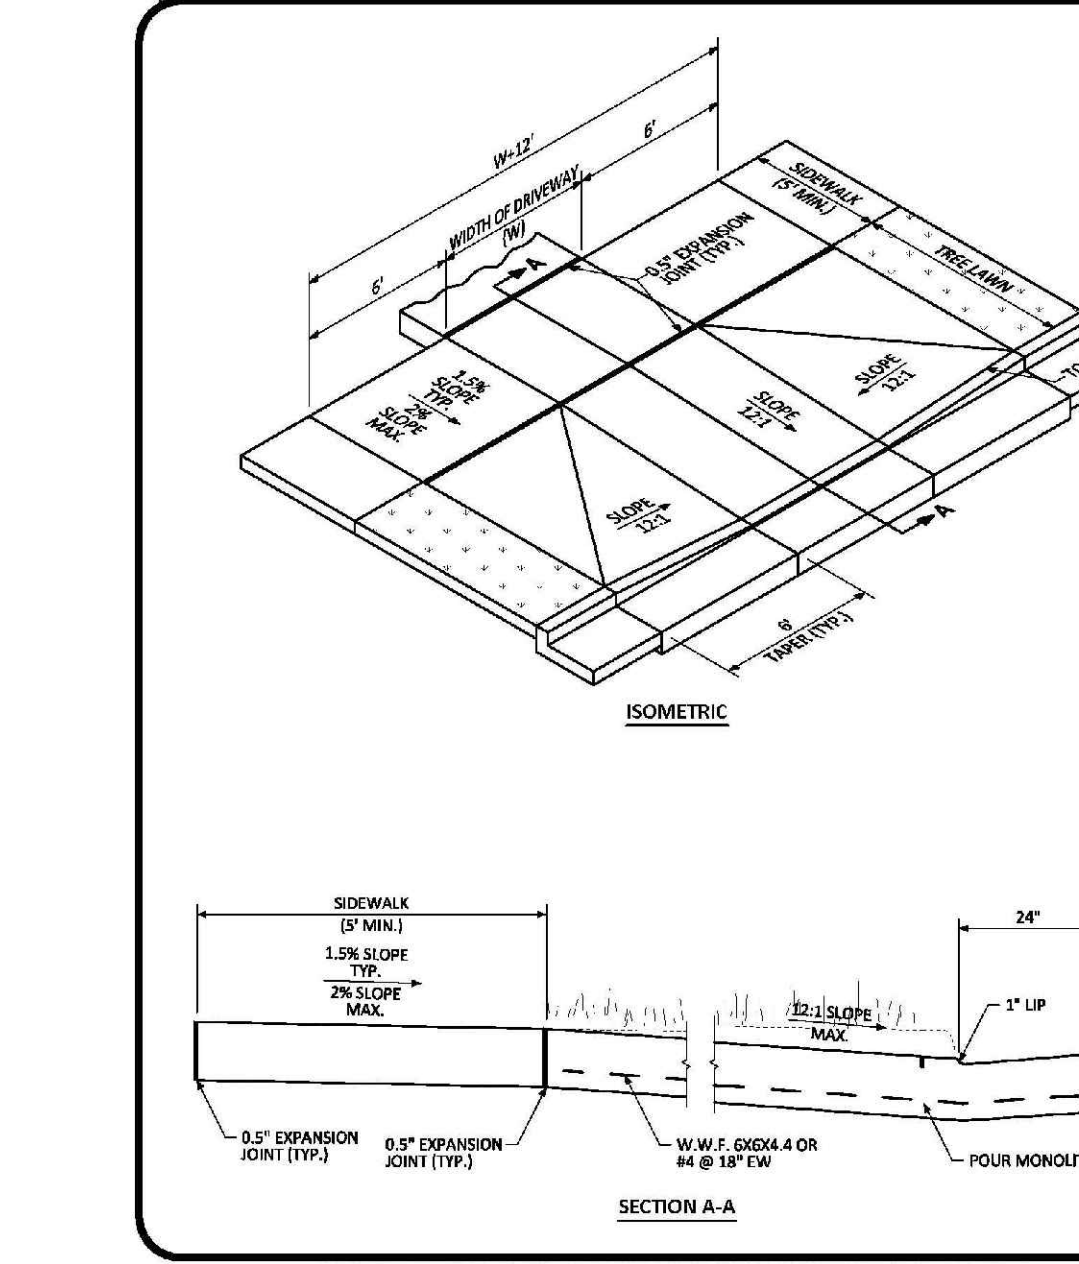 W+12'
6'
WIDTH OF DRIVEWAY
(W)
6'
A
0.5" EXPANSION
JOINT (TYP.)
SIDEWALK
(5' MIN.)
TREE LAWN
1.5%
SLOPE
TYP.
2%
SLOPE
MAX.
SLOPE
12:1
SLOPE
12:1
SLOPE
12:1
A
6'
TAPER (TYP.)
ISOMETRIC
SIDEWALK
(5' MIN.)
24"
1.5% SLOPE
TYP.
2% SLOPE
MAX.
12:1 SLOPE
MAX.
1" LIP
0.5" EXPANSION
JOINT (TYP.)
0.5" EXPANSION
JOINT (TYP.)
W.W.F. 6X6X4.4 OR
#4 @ 18" EW
POUR MONOLI
SECTION A-A